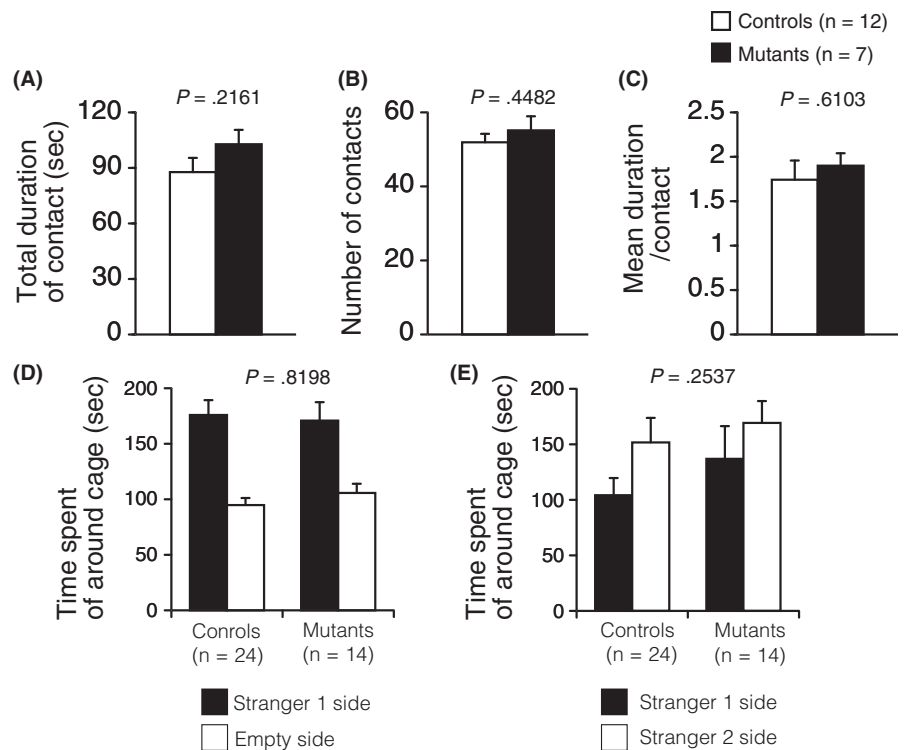 Controls (n = 12)
Mutants (n = 7)
(A)
P = .2161
Total duration
of contact (sec)
120
90
60
30
0
(B)
P = .4482
Number of contacts
60
40
20
0
(C)
P = .6103
Mean duration
/contact
2.5
2
1.5
1
0.5
0
(D)
P = .8198
Time spent
of around cage (sec)
200
150
100
50
0
Conrols
(n = 24)
Mutants
(n = 14)
Stranger 1 side
Empty side
(E)
P = .2537
Time spent
of around cage (sec)
200
150
100
50
0
Controls
(n = 24)
Mutants
(n = 14)
Stranger 1 side
Stranger 2 side